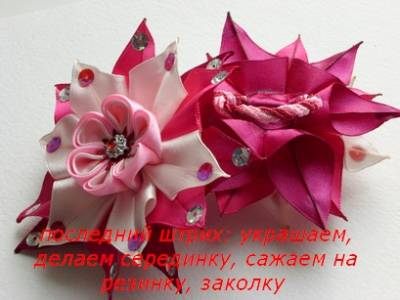 последний штрих: украшаем,
делаем серединку, сажаем на
резинку, заколку